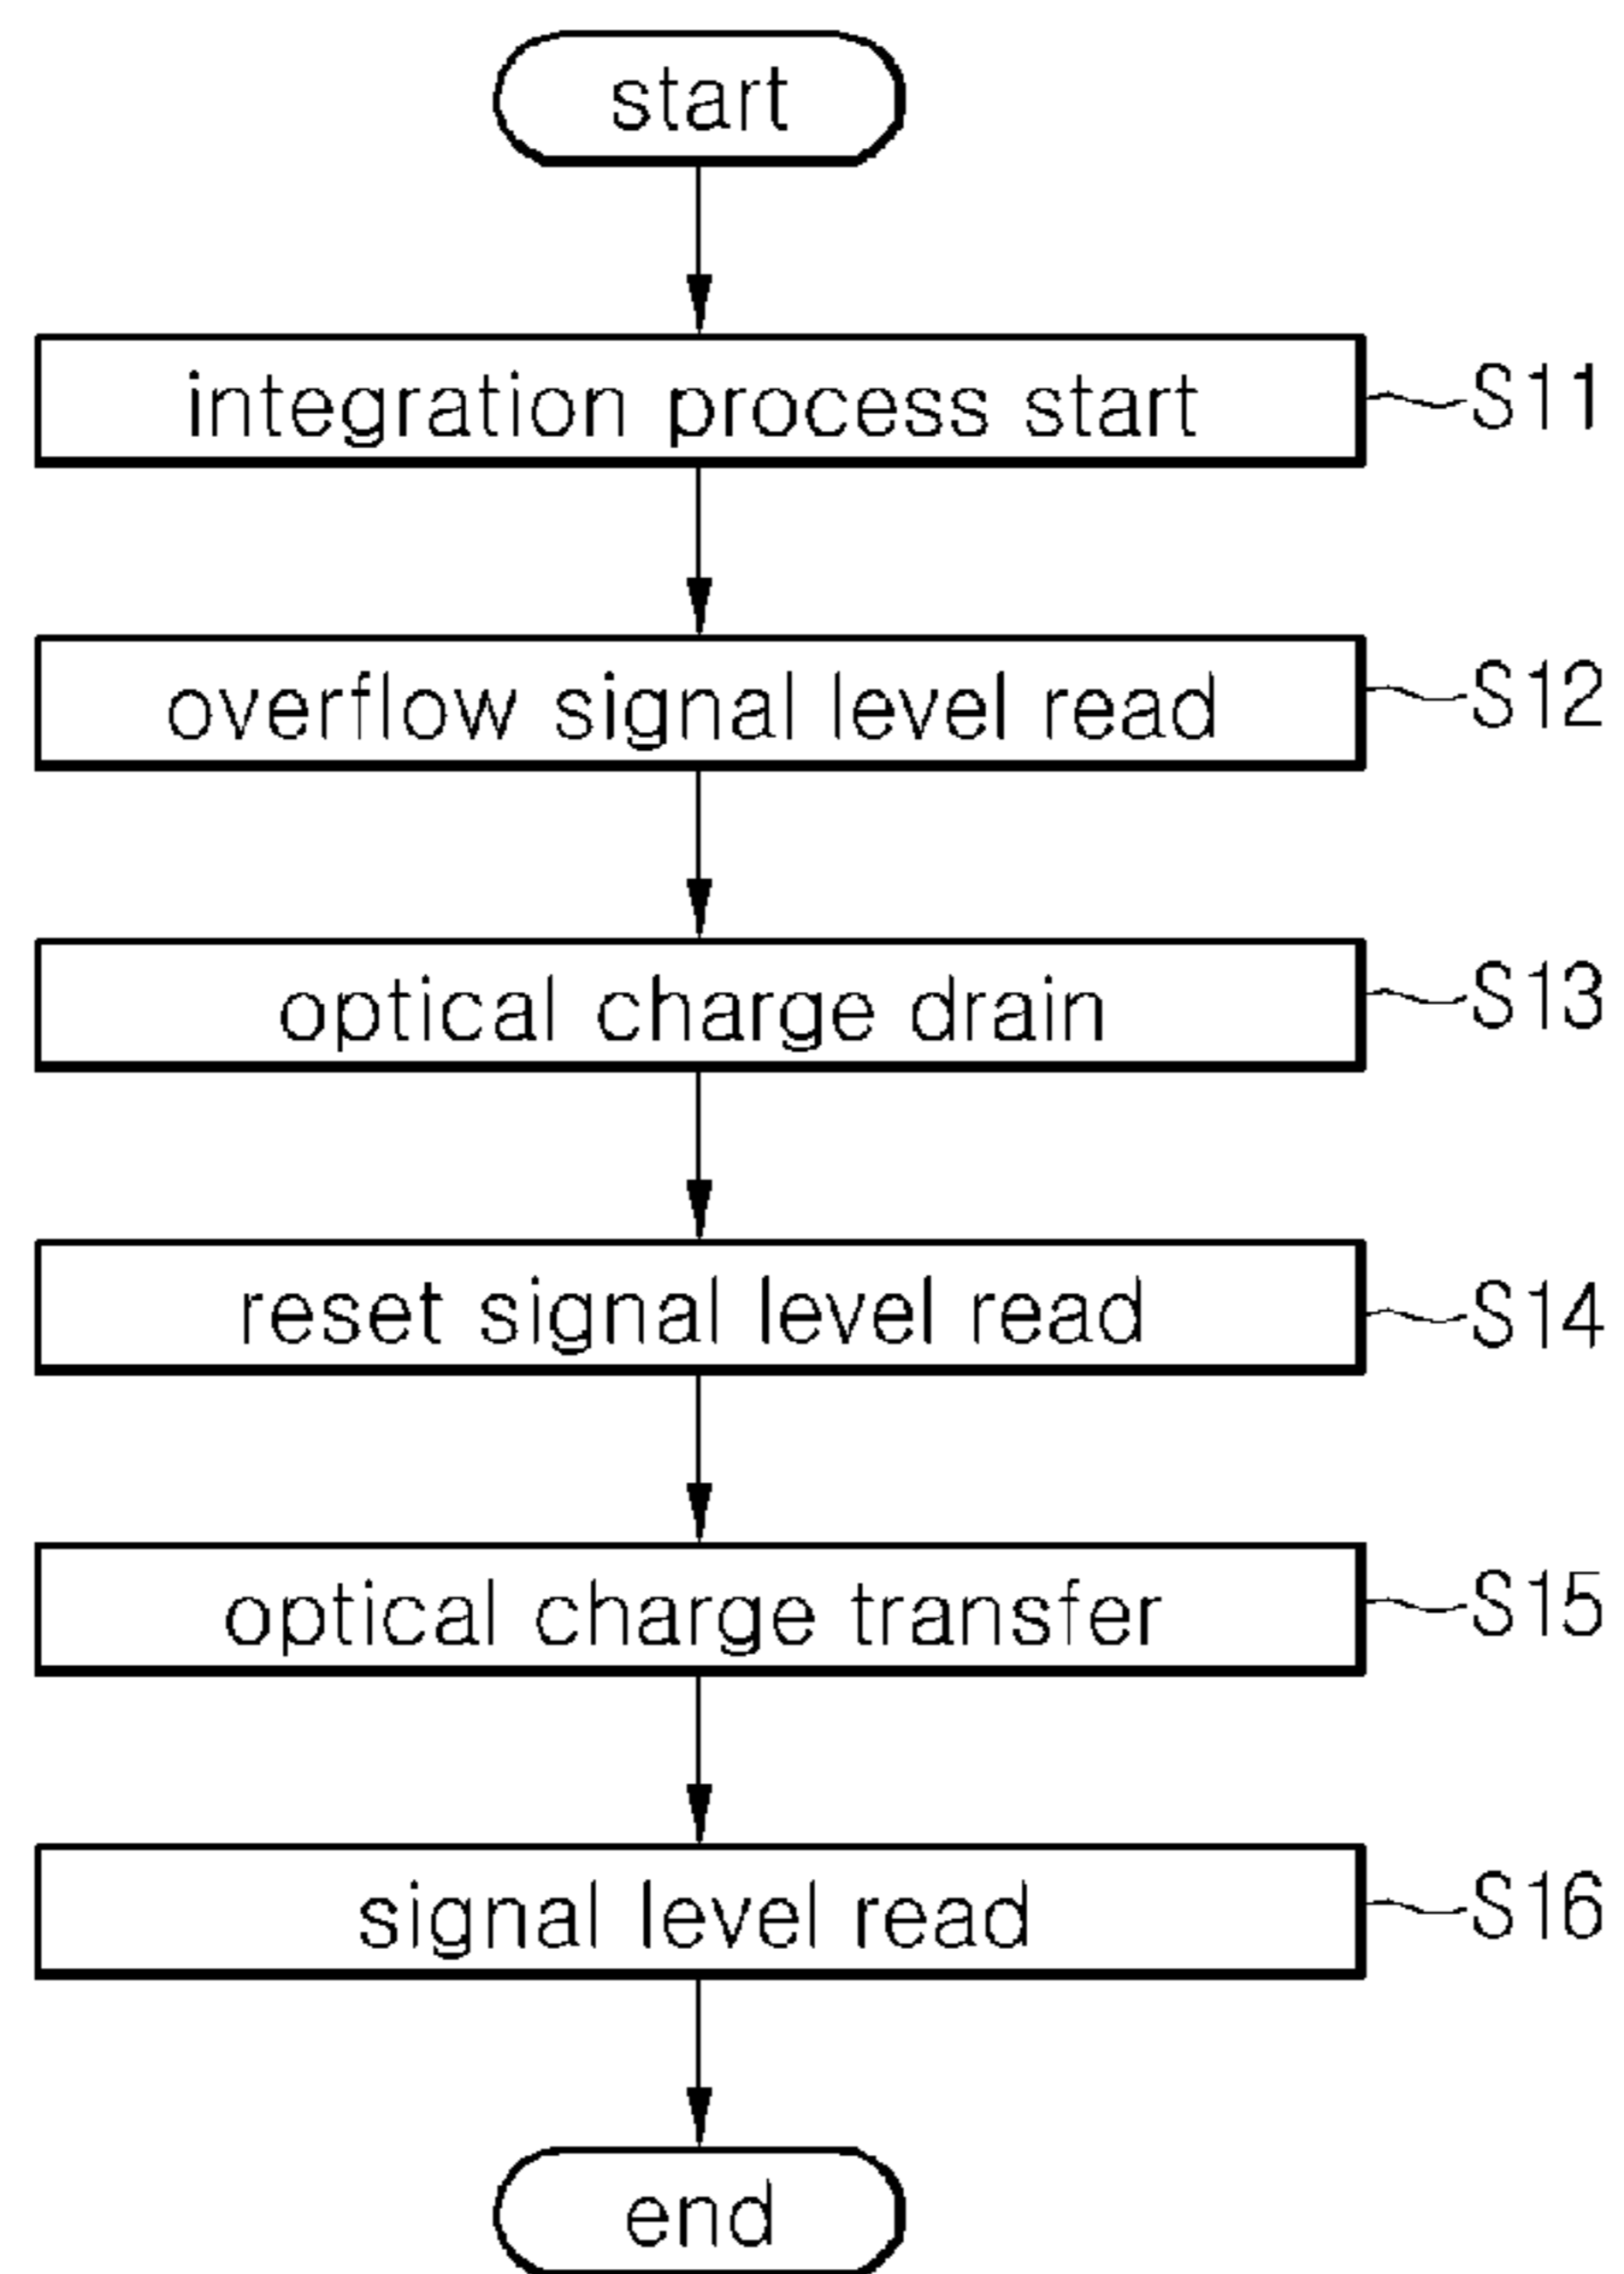 start
integration process start S11
overflow signal level read S12
optical charge drain S13
reset signal level read S14
optical charge transfer S15
signal level read S16
end